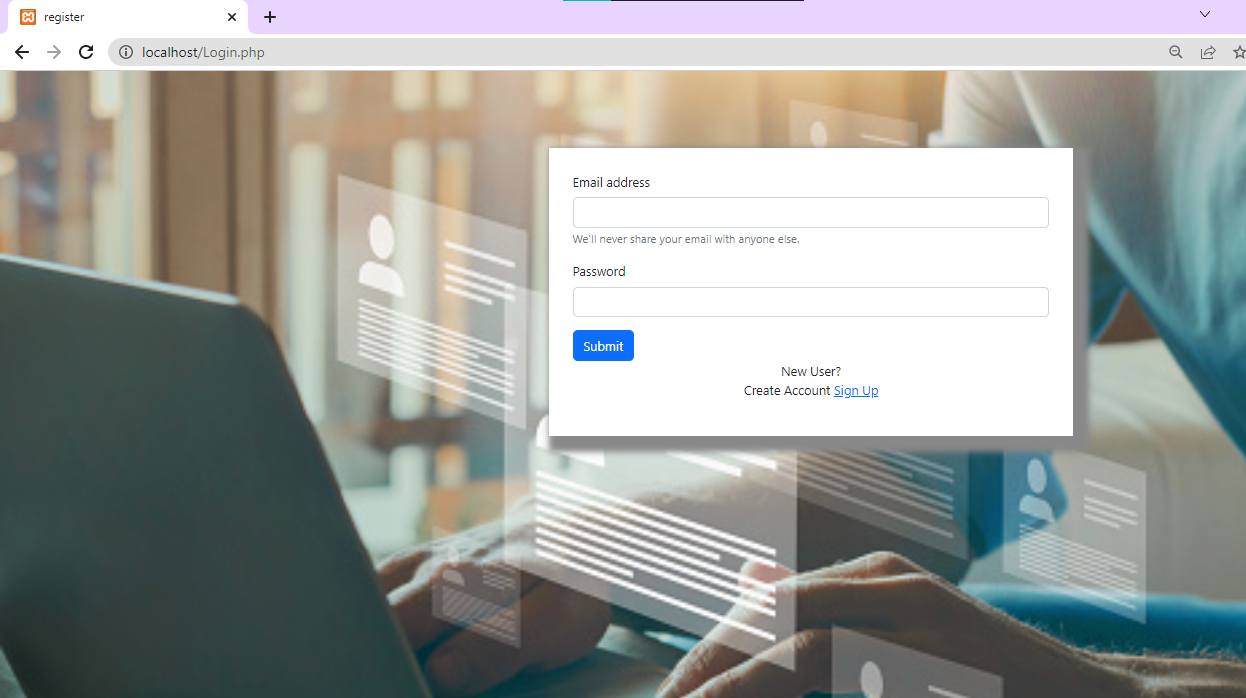 register
localhost/Login.php
Email address
We'll never share your email with anyone else.
Password
Submit
New User?
Create Account Sign Up